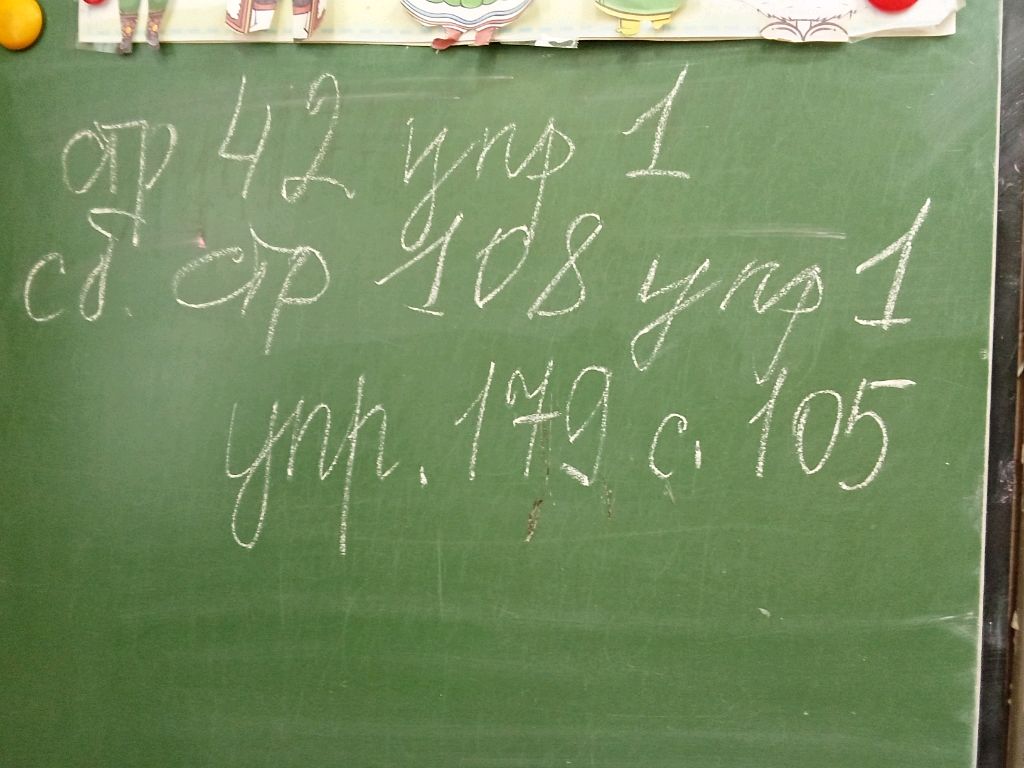 стр 42 упр 1
сб. стр 108 упр 1
упр. 179 с. 105